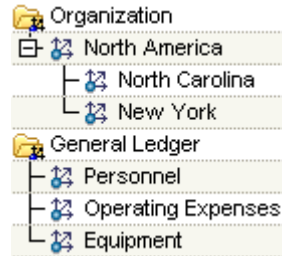 Organization
North America
North Carolina
New York
General Ledger
Personnel
Operating Expenses
Equipment